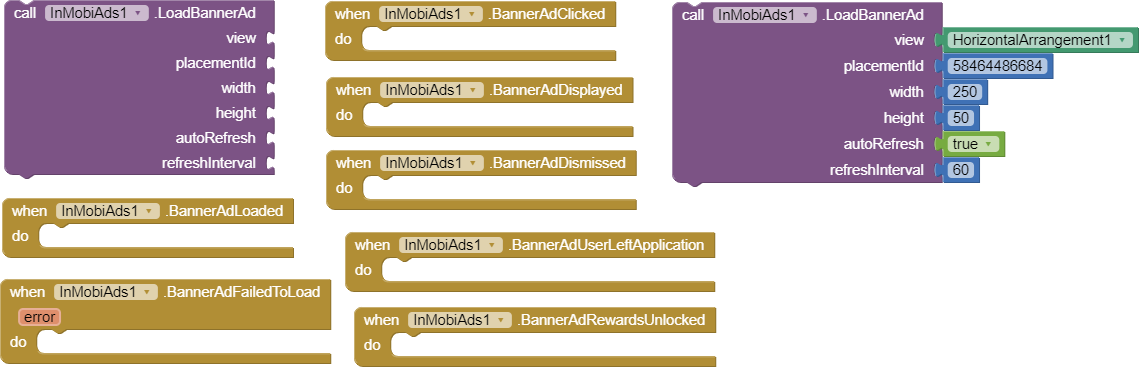 call InMobiAds1 .LoadBannerAd
view
placementId
width
height
autoRefresh
refreshInterval
when InMobiAds1 .BannerAdLoaded
do
when InMobiAds1 .BannerAdFailedToLoad
error
do
when InMobiAds1 .BannerAdClicked
do
when InMobiAds1 .BannerAdDisplayed
do
when InMobiAds1 .BannerAdDismissed
do
when InMobiAds1 .BannerAdUserLeftApplication
do
when InMobiAds1 .BannerAdRewardsUnlocked
do
call InMobiAds1 .LoadBannerAd
view HorizontalArrangement1
placementId 58464486684
width 250
height 50
autoRefresh true
refreshInterval 60